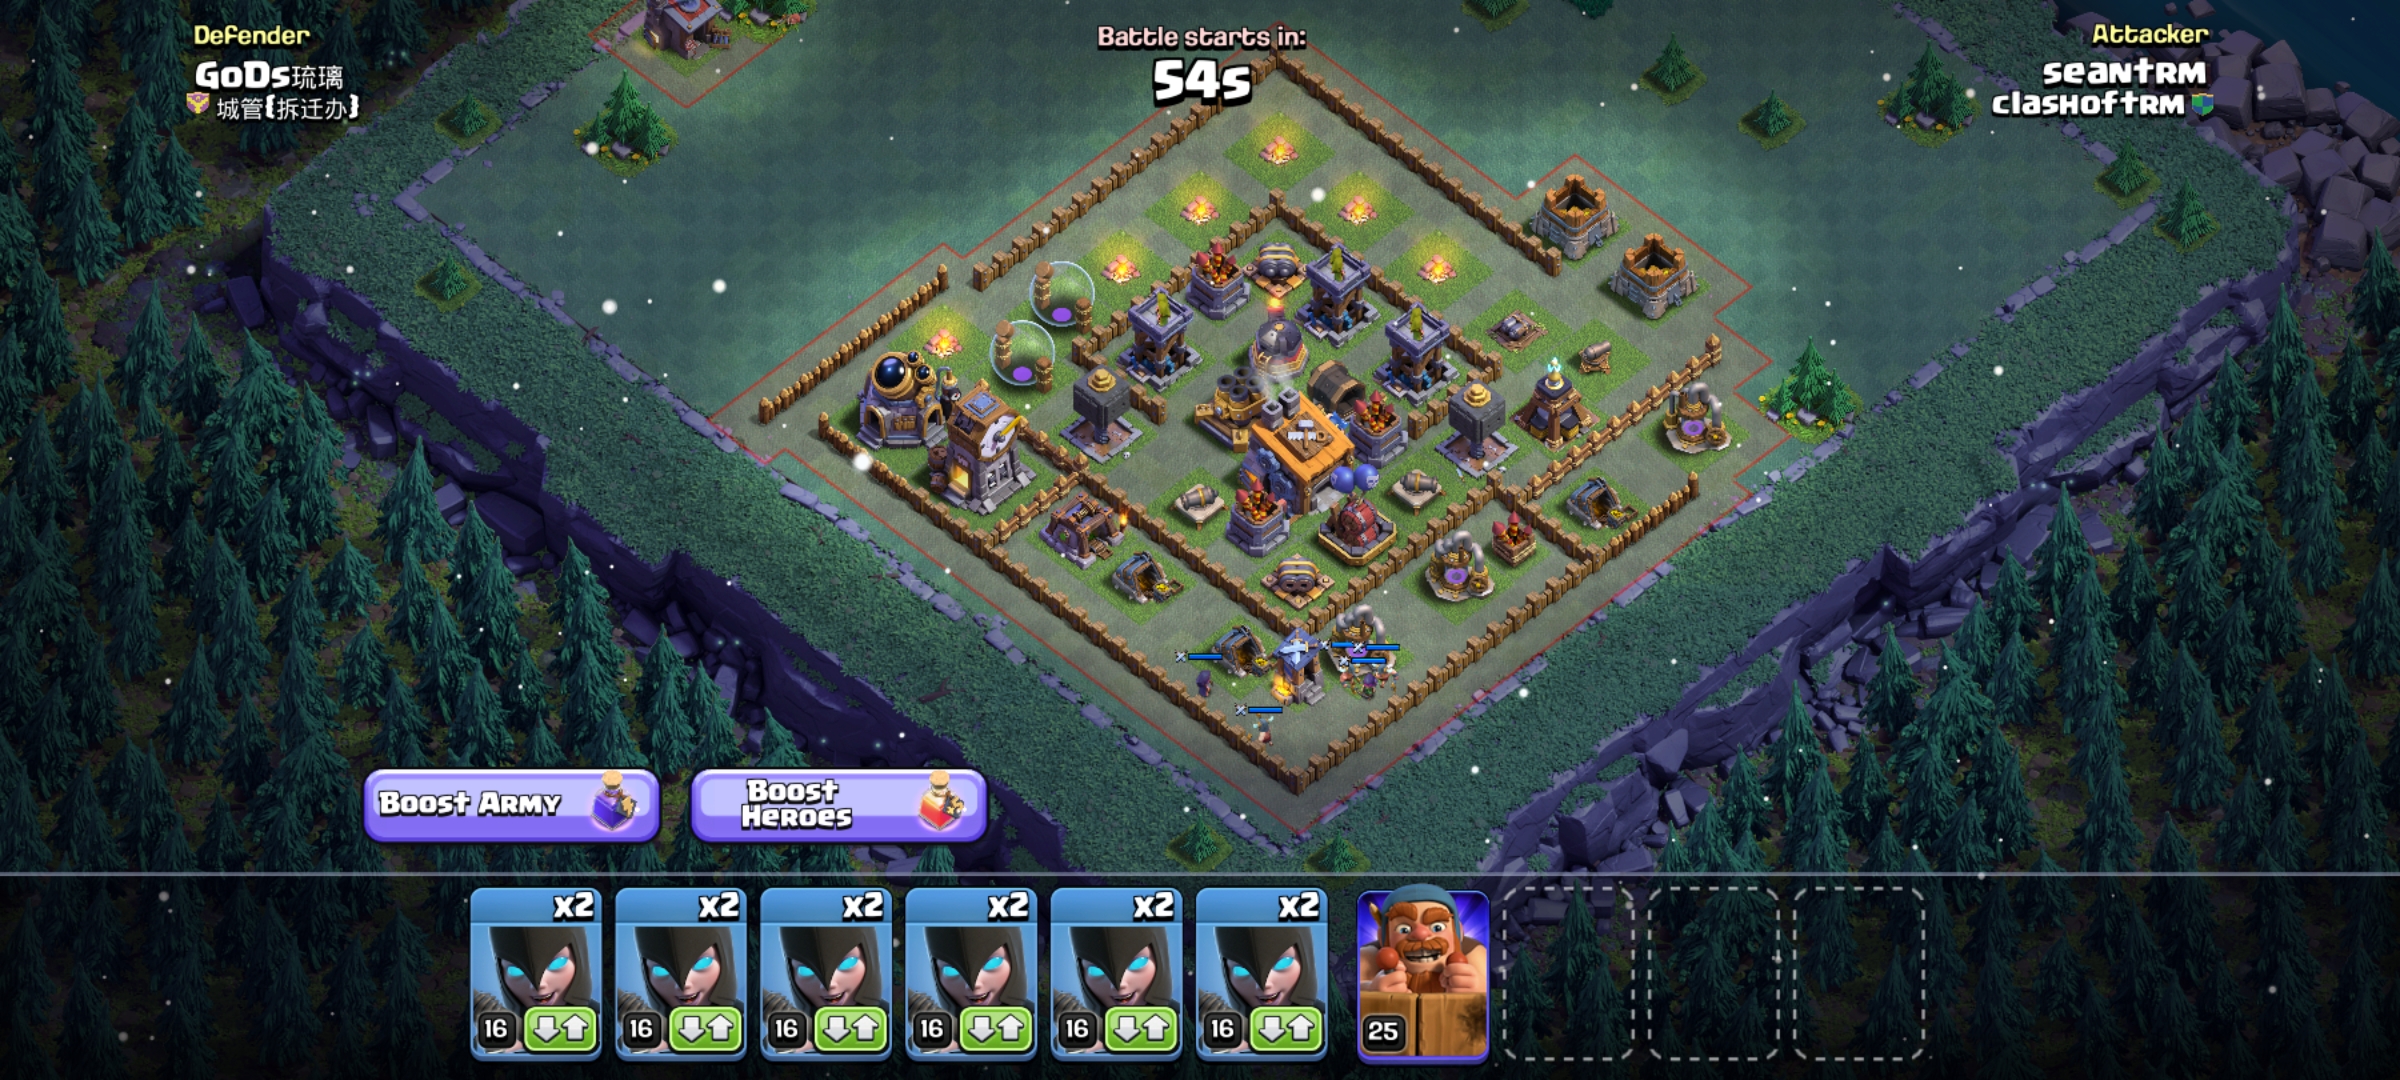 Defender
GoDs琉璃
城管{拆迁办}
Battle starts in:
54s
Attacker
seantRM
clashoftRM
Boost Army
Boost Heroes
x2
x2
x2
x2
x2
x2
16
16
16
16
16
16
25